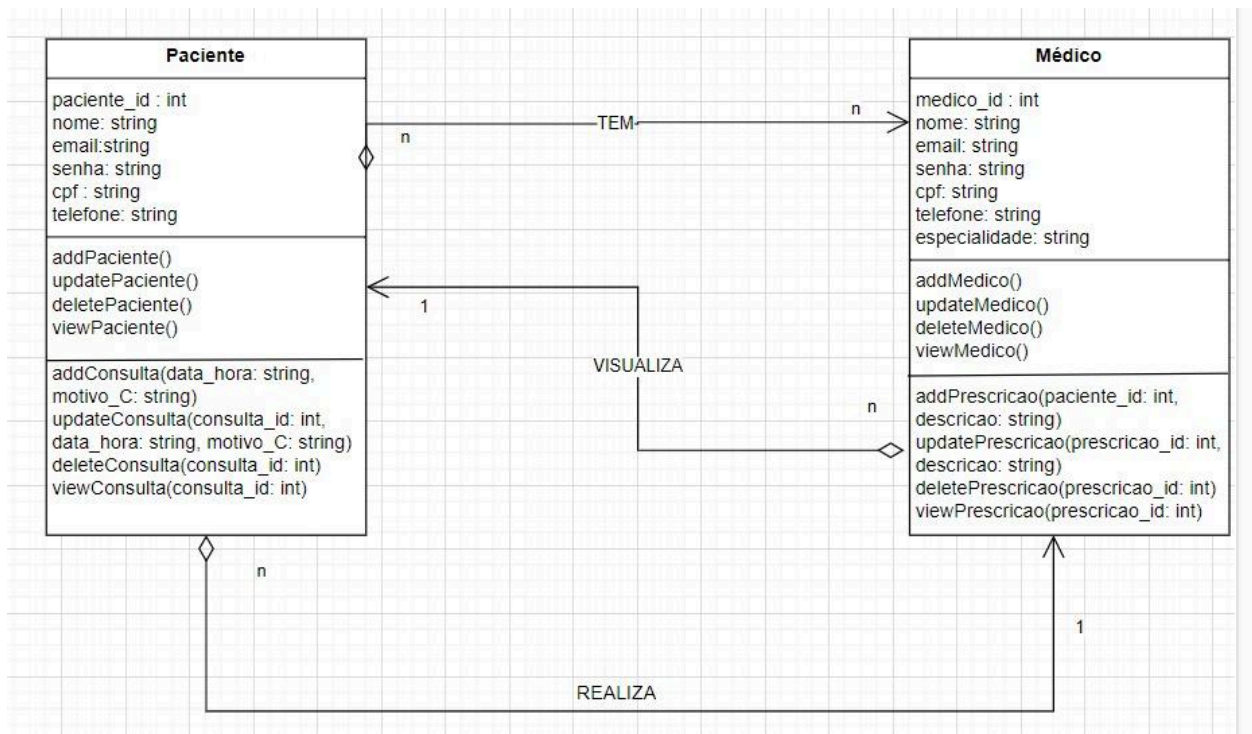 Paciente
paciente_id : int
nome: string
email:string
senha: string
cpf : string
telefone: string
addPaciente()
updatePaciente()
deletePaciente()
viewPaciente()
addConsulta(data_hora: string,
motivo_C: string)
updateConsulta(consulta_id: int,
data_hora: string, motivo_C: string)
deleteConsulta(consulta_id: int)
viewConsulta(consulta_id: int)
n
TEM
n
1
VISUALIZA
n
n
REALIZA
1
Médico
medico_id : int
nome: string
email: string
senha: string
cpf: string
telefone: string
especialidade: string
addMedico()
updateMedico()
deleteMedico()
viewMedico()
addPrescricao(paciente_id: int,
descricao: string)
updatePrescricao(prescricao_id: int,
descricao: string)
deletePrescricao(prescricao_id: int)
viewPrescricao(prescricao_id: int)